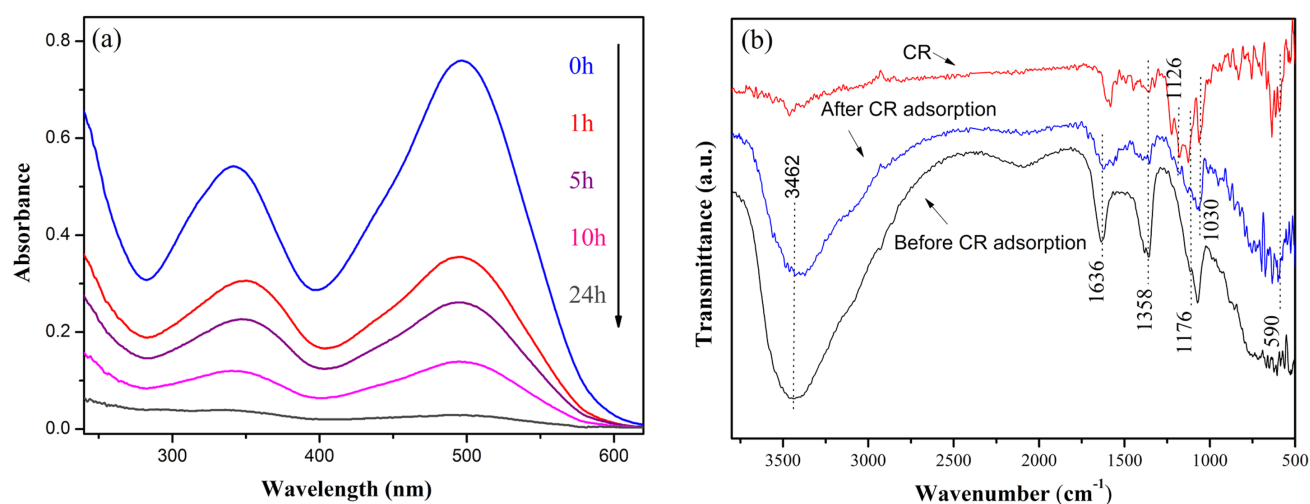 (a)
0.8
0.6
0.4
0.2
0.0
0h
1h
5h
10h
24h
300
400
500
600
Absorbance
Wavelength (nm)
(b)
CR
After CR adsorption
Before CR adsorption
3462
1636
1358
1126
1176
1030
590
3500
3000
2500
2000
1500
1000
500
Transmittance (a.u.)
Wavenumber (cm⁻¹)